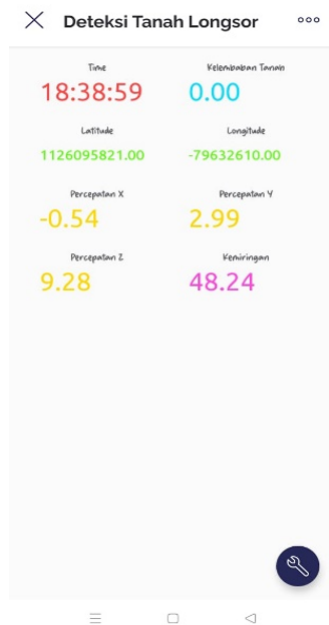 Deteksi Tanah Longsor
Time Kelembaban Tanah
18:38:59 0.00
Latitude Longitude
1126095821.00 -79632610.00
Percepatan X Percepatan Y
-0.54 2.99
Percepatan Z Kemiringan
9.28 48.24